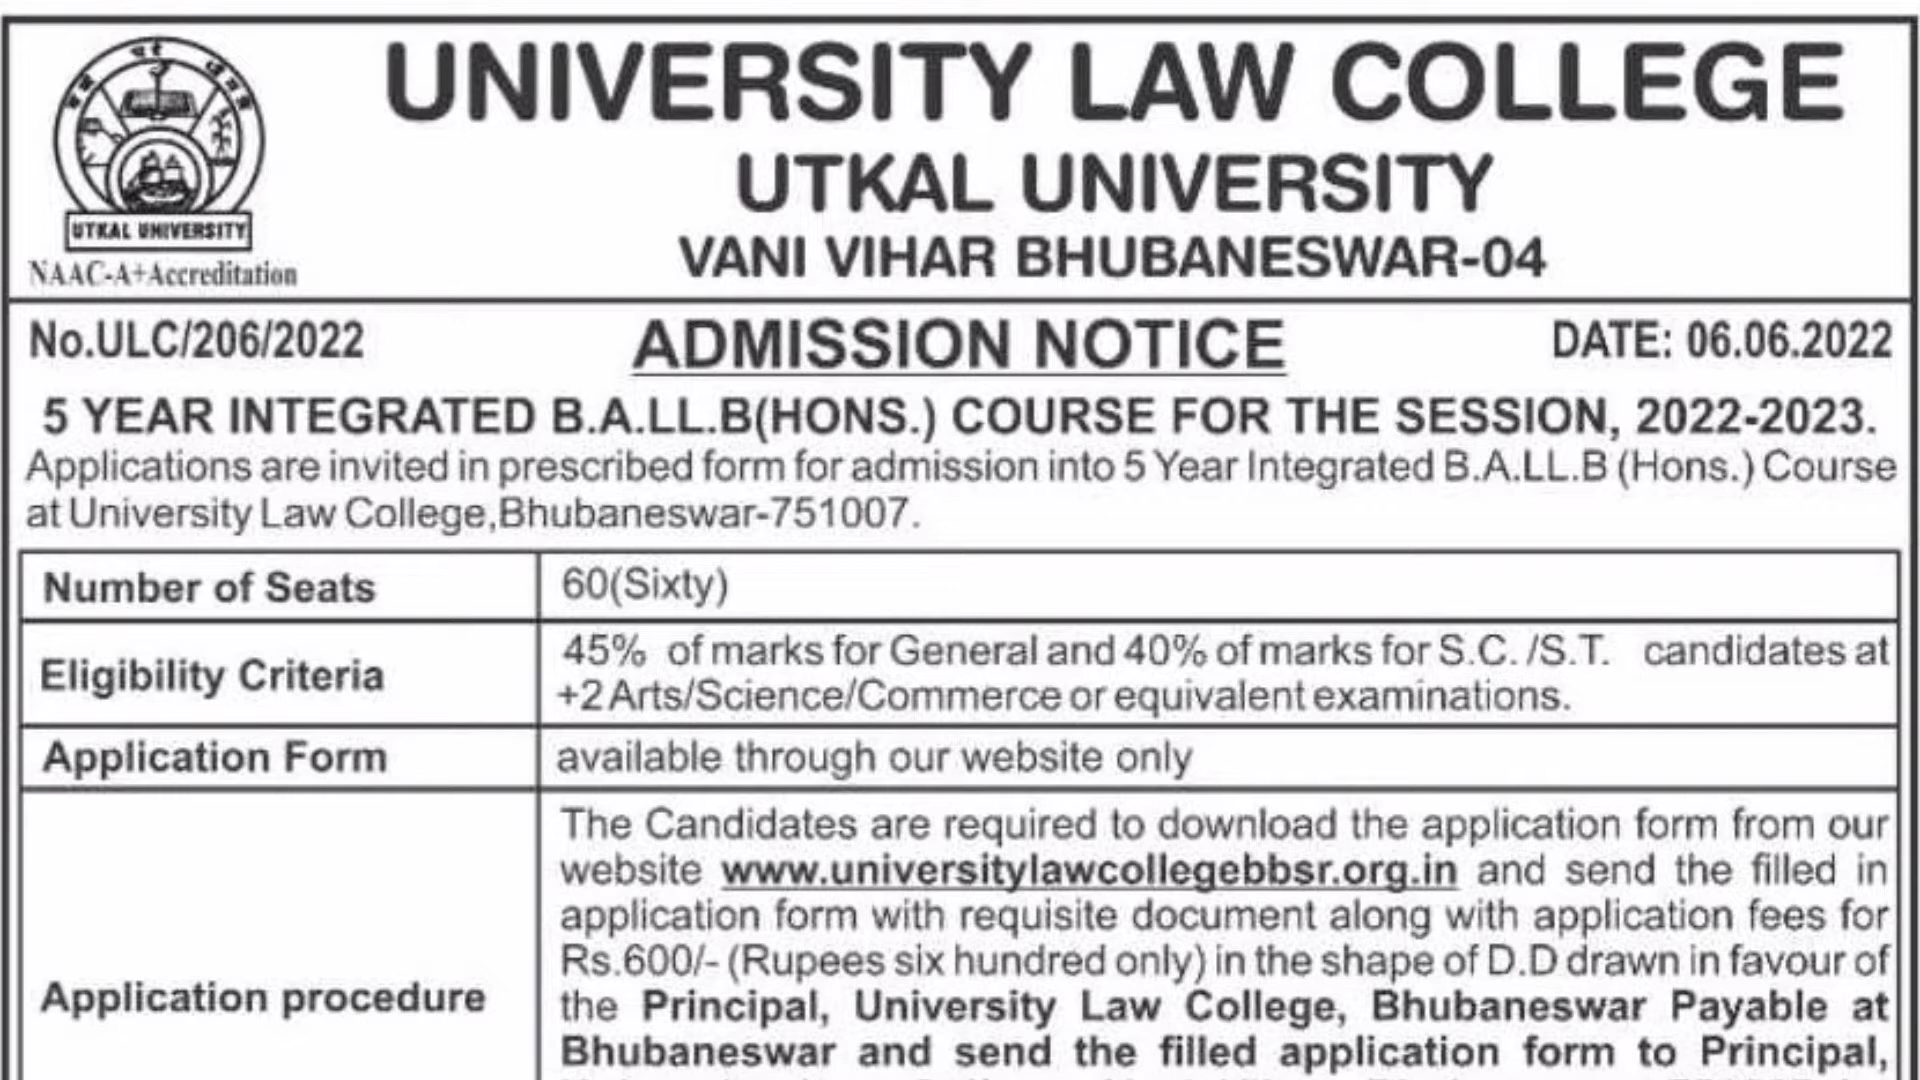 UNIVERSITY LAW COLLEGE
UTKAL UNIVERSITY
VANI VIHAR BHUBANESWAR-04
UTKAL UNIVERSITY
NAAC-A+Accreditation
No.ULC/206/2022
ADMISSION NOTICE
DATE: 06.06.2022
5 YEAR INTEGRATED B.A.LL.B(HONS.) COURSE FOR THE SESSION, 2022-2023.
Applications are invited in prescribed form for admission into 5 Year Integrated B.A.LL.B (Hons.) Course
at University Law College,Bhubaneswar-751007.
Number of Seats
60(Sixty)
Eligibility Criteria
45% of marks for General and 40% of marks for S.C. /S.T. candidates at
+2 Arts/Science/Commerce or equivalent examinations.
Application Form
available through our website only
Application procedure
The Candidates are required to download the application form from our
website www.universitylawcollegebbsr.org.in and send the filled in
application form with requisite document along with application fees for
Rs.600/- (Rupees six hundred only) in the shape of D.D drawn in favour of
the Principal, University Law College, Bhubaneswar Payable at
Bhubaneswar and send the filled application form to Principal,